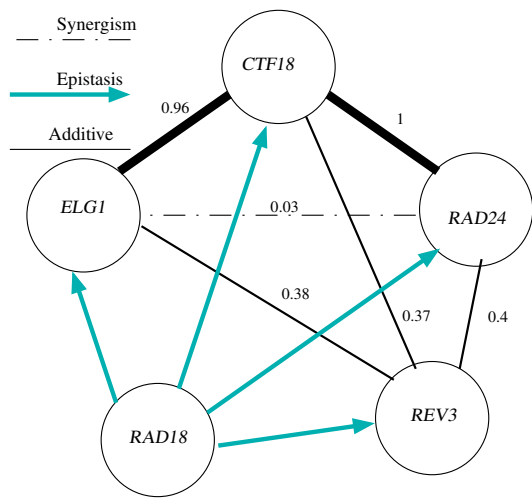 Synergism
CTF18
Epistasis
0.96
1
Additive
ELG1
0.03
RAD24
0.38
0.37
0.4
RAD18
REV3